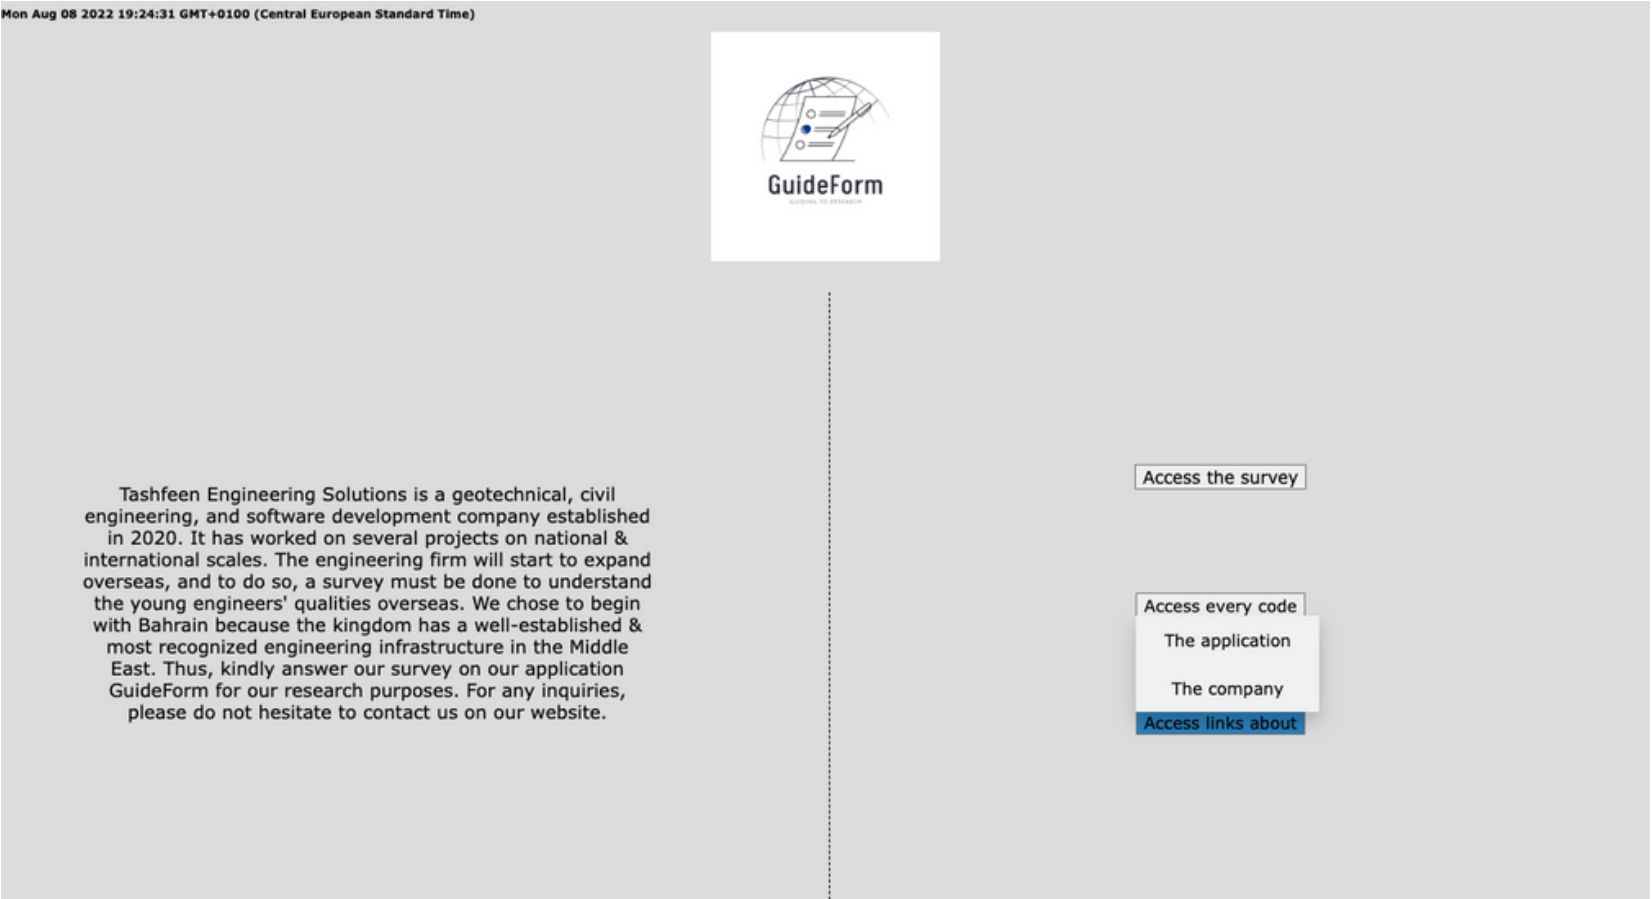 Mon Aug 08 2022 19:24:31 GMT+0100 (Central European Standard Time)
GuideForm
GUIDING TO RESEARCH
Tashfeen Engineering Solutions is a geotechnical, civil
engineering, and software development company established
in 2020. It has worked on several projects on national &
international scales. The engineering firm will start to expand
overseas, and to do so, a survey must be done to understand
the young engineers' qualities overseas. We chose to begin
with Bahrain because the kingdom has a well-established &
most recognized engineering infrastructure in the Middle
East. Thus, kindly answer our survey on our application
GuideForm for our research purposes. For any inquiries,
please do not hesitate to contact us on our website.
Access the survey
Access every code
The application
The company
Access links about